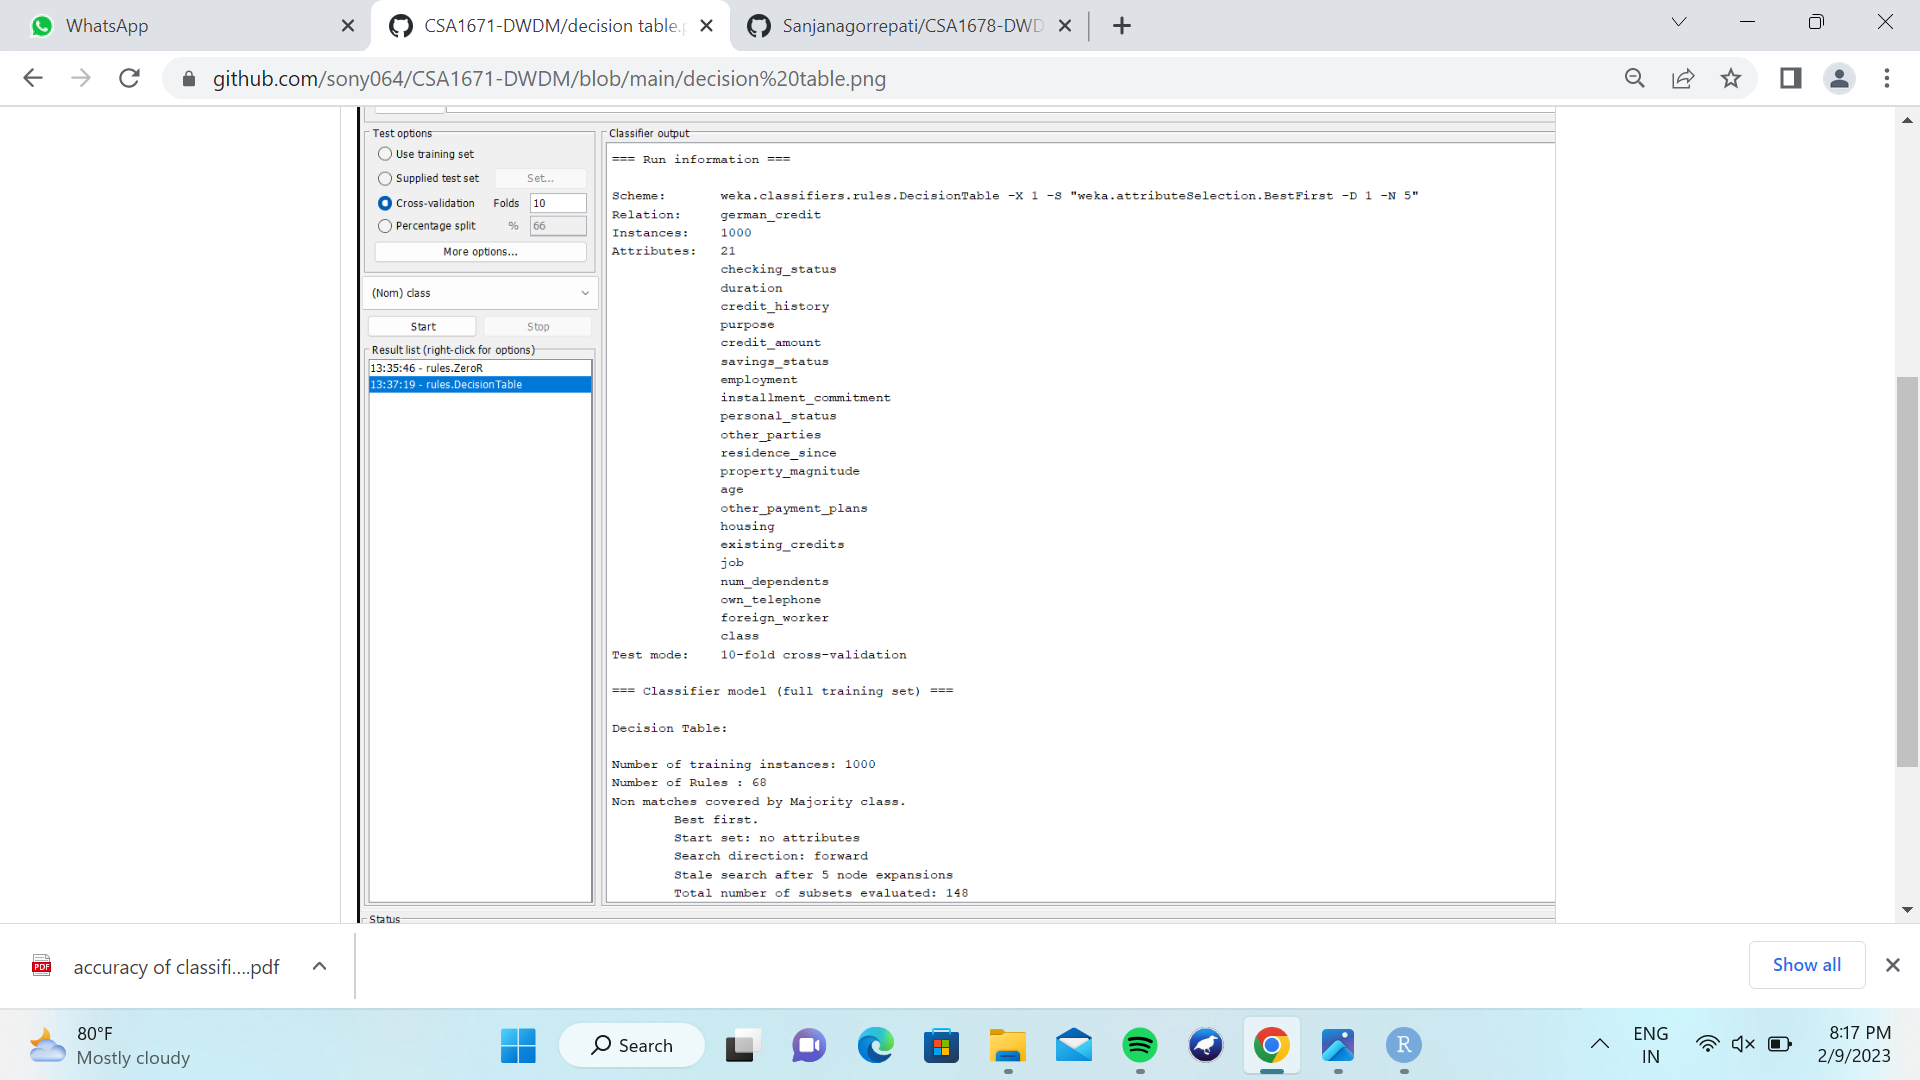 WhatsApp
CSA1671-DWDM/decision table.p
Sanjanagorrepati/CSA1678-DWD
github.com/sony064/CSA1671-DWDM/blob/main/decision%20table.png
Test options
Use training set
Supplied test set Set...
Cross-validation Folds 10
Percentage split % 66
More options...
(Nom) class
Start Stop
Result list (right-click for options)
13:35:46 - rules.ZeroR
13:37:19 - rules.DecisionTable
Classifier output
=== Run information ===
Scheme: weka.classifiers.rules.DecisionTable -X 1 -S "weka.attributeSelection.BestFirst -D 1 -N 5"
Relation: german_credit
Instances: 1000
Attributes: 21
checking_status
duration
credit_history
purpose
credit_amount
savings_status
employment
installment_commitment
personal_status
other_parties
residence_since
property_magnitude
age
other_payment_plans
housing
existing_credits
job
num_dependents
own_telephone
foreign_worker
class
Test mode: 10-fold cross-validation
=== Classifier model (full training set) ===
Decision Table:
Number of training instances: 1000
Number of Rules : 68
Non matches covered by Majority class.
Best first.
Start set: no attributes
Search direction: forward
Stale search after 5 node expansions
Total number of subsets evaluated: 148
Status
PDF
accuracy of classifi....pdf
Show all
80°F
Mostly cloudy
Search
R
ENG
IN
8:17 PM
2/9/2023